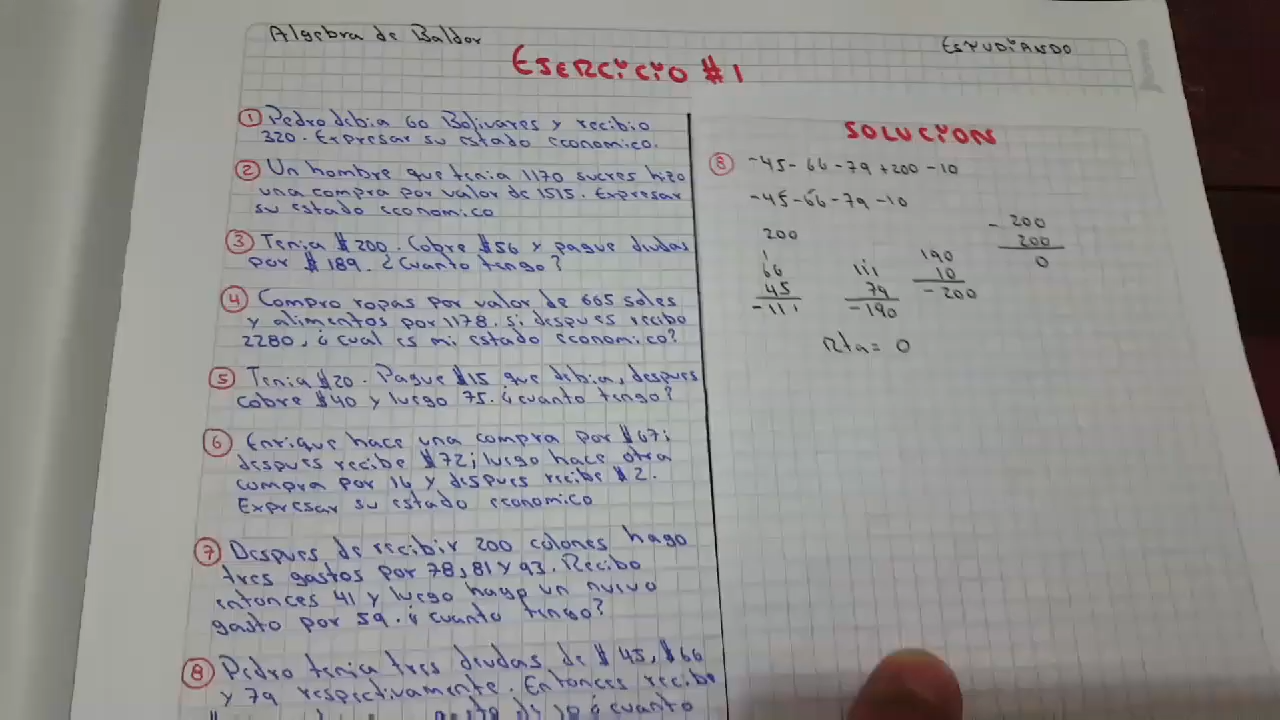 Algebra de Baldor
ESTUDIANDO
EJERCICIO #1
① Pedro debia 60 Bolivares y recibio
320. Expresar su estado economico.
② Un hombre que tenia 1170 sucres hizo
una compra por valor de 1515. Expresar
su estado economico
③ Tenia $200. Cobre $56 y pague deudas
por $189. ¿Cuanto tengo?
④ Compro ropas por valor de 665 soles
y alimentos por 1178. Si despues recibo
2280, ¿cual es mi estado economico?
⑤ Tenia $20. Pague $15 que debia, despues
cobre $40 y luego 75. ¿cuanto tengo?
⑥ Enrique hace una compra por $67;
despues recibe $72; luego hace otra
compra por 16 y despues recibe $2.
Expresar su estado economico
⑦ Despues de recibir 200 colones hago
tres gastos por 78, 81 y 93. Recibo
entonces 41 y luego hago un nuevo
gasto por 59. ¿cuanto tengo?
⑧ Pedro tenia tres deudas de $45, $66
y 79 respectivamente. Entonces recibe
de 10 ¿cuanto
SOLUCION
⑧ -45-66-79+200-10
-45-66-79-10
200
1
66
45
-111
111
79
-190
190
10
-200
- 200
200
0
Rta= 0